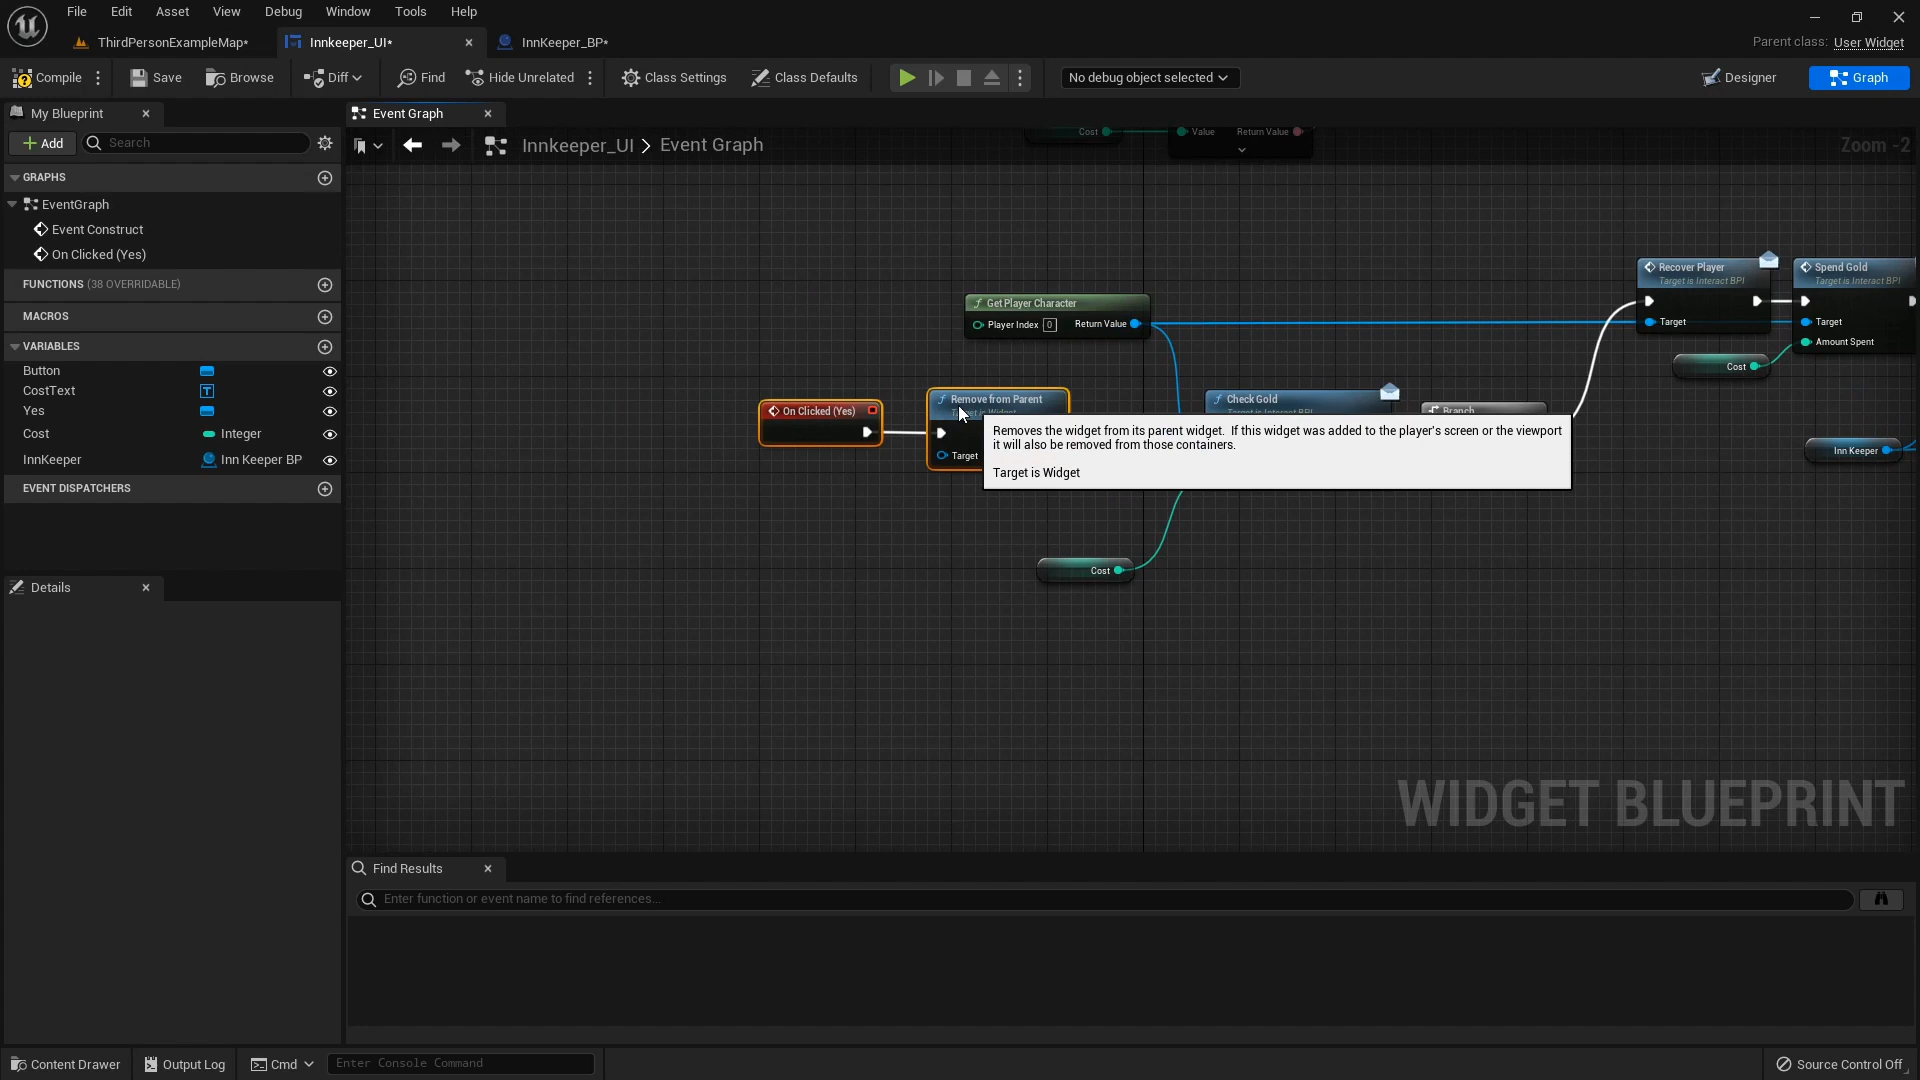 File Edit Asset View Debug Window Tools Help
ThirdPersonExampleMap* Innkeeper_UI* InnKeeper_BP* Parent class: User Widget
Compile Save Browse Diff Find Hide Unrelated Class Settings Class Defaults No debug object selected Designer Graph
My Blueprint Event Graph
Add Search Innkeeper_UI > Event Graph Zoom -2
Cost Value Return Value
GRAPHS
EventGraph
Event Construct
On Clicked (Yes)
FUNCTIONS (38 OVERRIDABLE)
MACROS
VARIABLES
Button
CostText
Yes
Cost Integer
InnKeeper Inn Keeper BP
EVENT DISPATCHERS
Details
Get Player Character
Player Index 0 Return Value
On Clicked (Yes)
Remove from Parent
Target is Widget
Target
Removes the widget from its parent widget. If this widget was added to the player's screen or the viewport
it will also be removed from those containers.
Target is Widget
Check Gold
Target is Interact BPI
Branch
Cost
Recover Player
Target is Interact BPI
Target
Spend Gold
Target is Interact BPI
Target
Amount Spent
Cost
Inn Keeper
WIDGET BLUEPRINT
Find Results
Enter function or event name to find references...
Content Drawer Output Log Cmd Enter Console Command Source Control Off